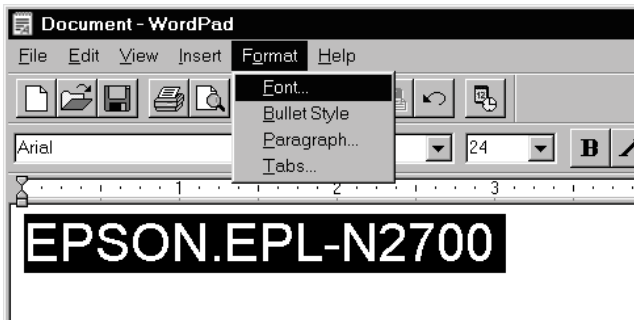 Document - WordPad
File Edit View Insert Format Help
Font...
Bullet Style
Paragraph...
Tabs...
Arial 24 B
1 2 3
EPSON.EPL-N2700